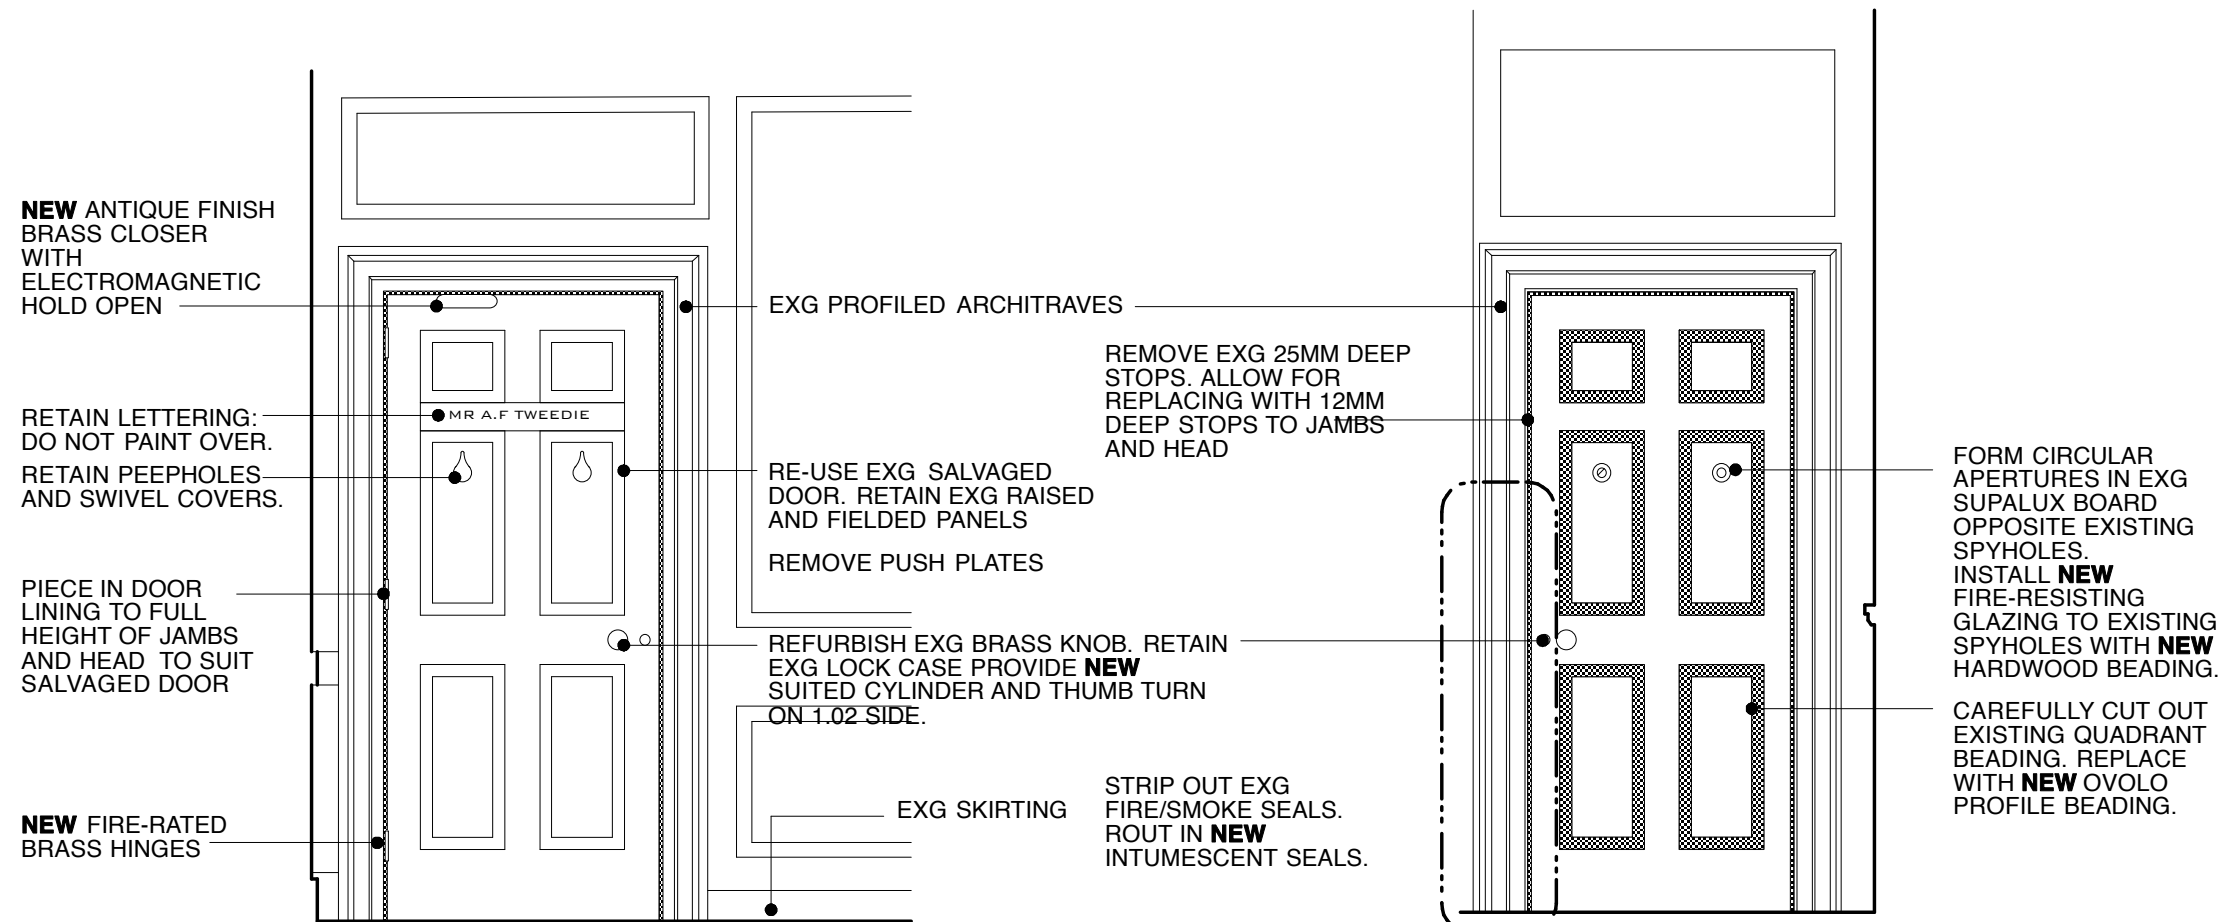 NEW ANTIQUE FINISH
BRASS CLOSER
WITH
ELECTROMAGNETIC
HOLD OPEN
RETAIN LETTERING:
DO NOT PAINT OVER.
RETAIN PEEPHOLES
AND SWIVEL COVERS.
PIECE IN DOOR
LINING TO FULL
HEIGHT OF JAMBS
AND HEAD TO SUIT
SALVAGED DOOR
NEW FIRE-RATED
BRASS HINGES
MR A.F TWEEDIE
EXG PROFILED ARCHITRAVES
RE-USE EXG SALVAGED
DOOR. RETAIN EXG RAISED
AND FIELDED PANELS
REMOVE PUSH PLATES
REFURBISH EXG BRASS KNOB. RETAIN
EXG LOCK CASE PROVIDE NEW
SUITED CYLINDER AND THUMB TURN
ON 1.02 SIDE.
EXG SKIRTING
REMOVE EXG 25MM DEEP
STOPS. ALLOW FOR
REPLACING WITH 12MM
DEEP STOPS TO JAMBS
AND HEAD
STRIP OUT EXG
FIRE/SMOKE SEALS.
ROUT IN NEW
INTUMESCENT SEALS.
FORM CIRCULAR
APERTURES IN EXG
SUPALUX BOARD
OPPOSITE EXISTING
SPYHOLES.
INSTALL NEW
FIRE-RESISTING
GLAZING TO EXISTING
SPYHOLES WITH NEW
HARDWOOD BEADING.
CAREFULLY CUT OUT
EXISTING QUADRANT
BEADING. REPLACE
WITH NEW OVOLO
PROFILE BEADING.